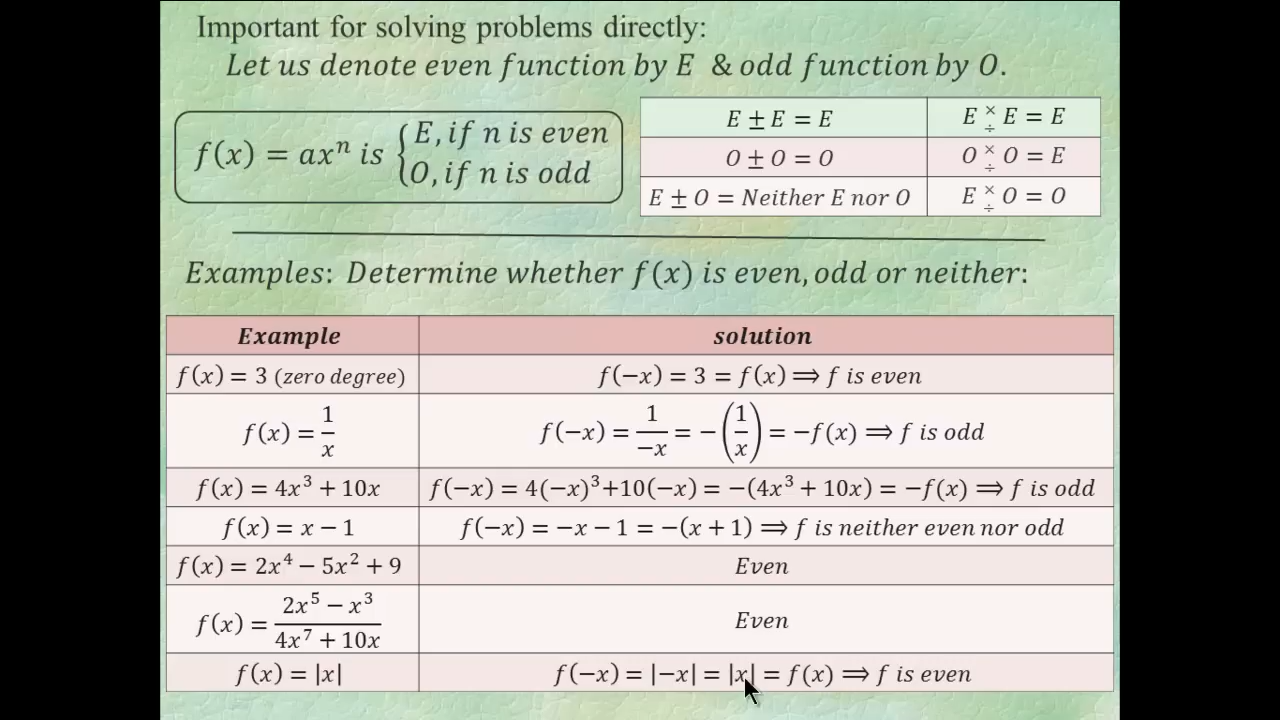 Important for solving problems directly:
Let us denote even function by E & odd function by O.
f(x) = axⁿ is { E, if n is even
O, if n is odd
E ± E = E    E ×÷ E = E
O ± O = O    O ×÷ O = E
E ± O = Neither E nor O    E ×÷ O = O
Examples: Determine whether f(x) is even, odd or neither:
Example    solution
f(x) = 3 (zero degree)    f(−x) = 3 = f(x) ⟹ f is even
f(x) = 1/x    f(−x) = 1/−x = −(1/x) = −f(x) ⟹ f is odd
f(x) = 4x³ + 10x    f(−x) = 4(−x)³+10(−x) = −(4x³ + 10x) = −f(x) ⟹ f is odd
f(x) = x − 1    f(−x) = −x − 1 = −(x + 1) ⟹ f is neither even nor odd
f(x) = 2x⁴ − 5x² + 9    Even
f(x) = (2x⁵ − x³)/(4x⁷ + 10x)    Even
f(x) = |x|    f(−x) = |−x| = |x| = f(x) ⟹ f is even